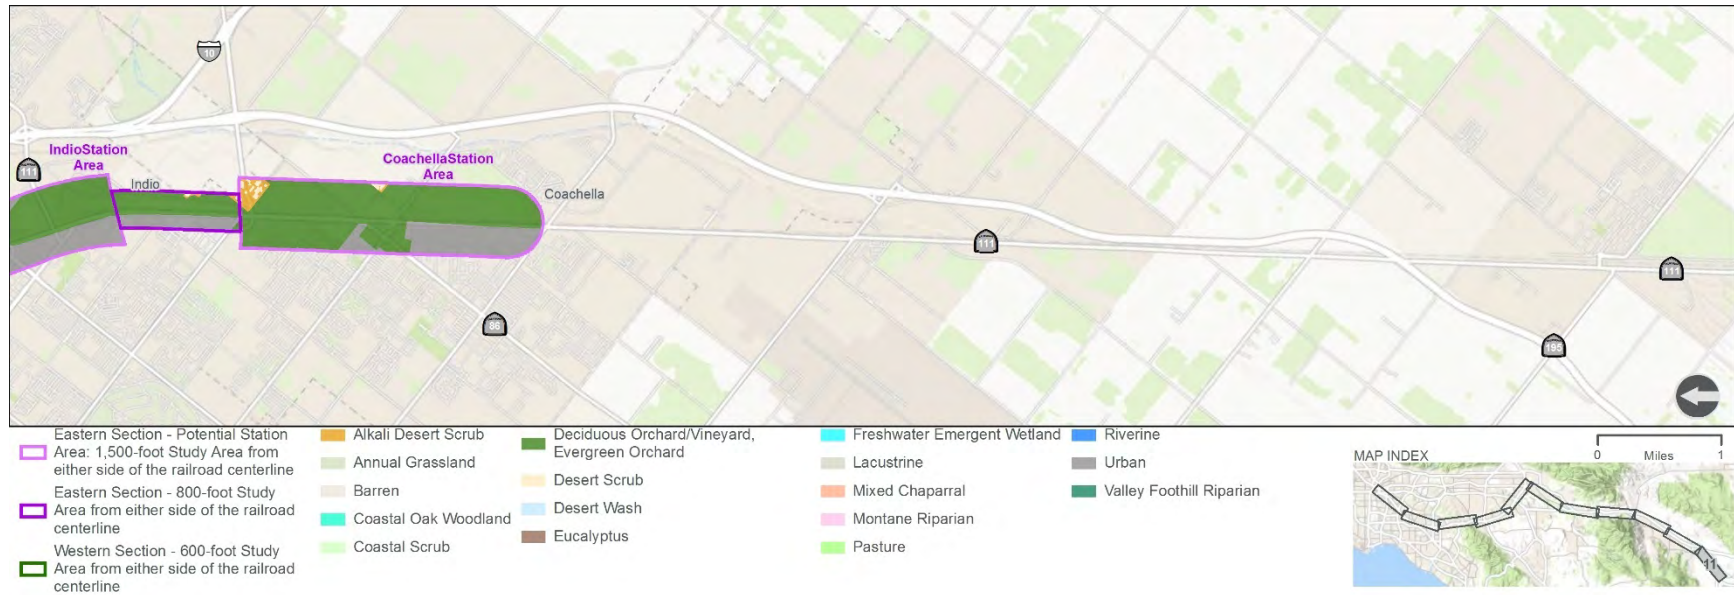 10
111
IndioStation
Area
Indio
CoachellaStation
Area
Coachella
111
111
86
195
Eastern Section - Potential Station
Area: 1,500-foot Study Area from
either side of the railroad centerline
Eastern Section - 800-foot Study
Area from either side of the railroad
centerline
Western Section - 600-foot Study
Area from either side of the railroad
centerline
Alkali Desert Scrub
Annual Grassland
Barren
Coastal Oak Woodland
Coastal Scrub
Deciduous Orchard/Vineyard,
Evergreen Orchard
Desert Scrub
Desert Wash
Eucalyptus
Freshwater Emergent Wetland
Lacustrine
Mixed Chaparral
Montane Riparian
Pasture
Riverine
Urban
Valley Foothill Riparian
0 Miles 1
MAP INDEX
11